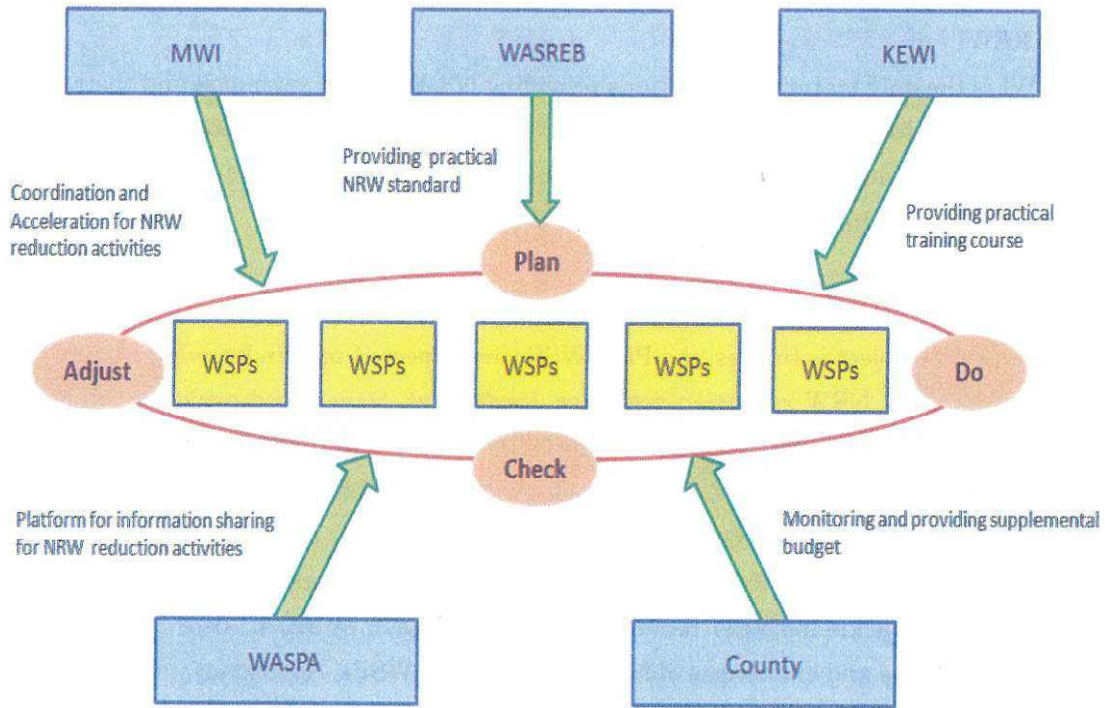 MWI
WASREB
KEWI
Providing practical
NRW standard
Coordination and
Acceleration for NRW
reduction activities
Providing practical
training course
Plan
Adjust
WSPs
WSPs
WSPs
WSPs
WSPs
Do
Check
Platform for information sharing
for NRW reduction activities
Monitoring and providing supplemental
budget
WASPA
County